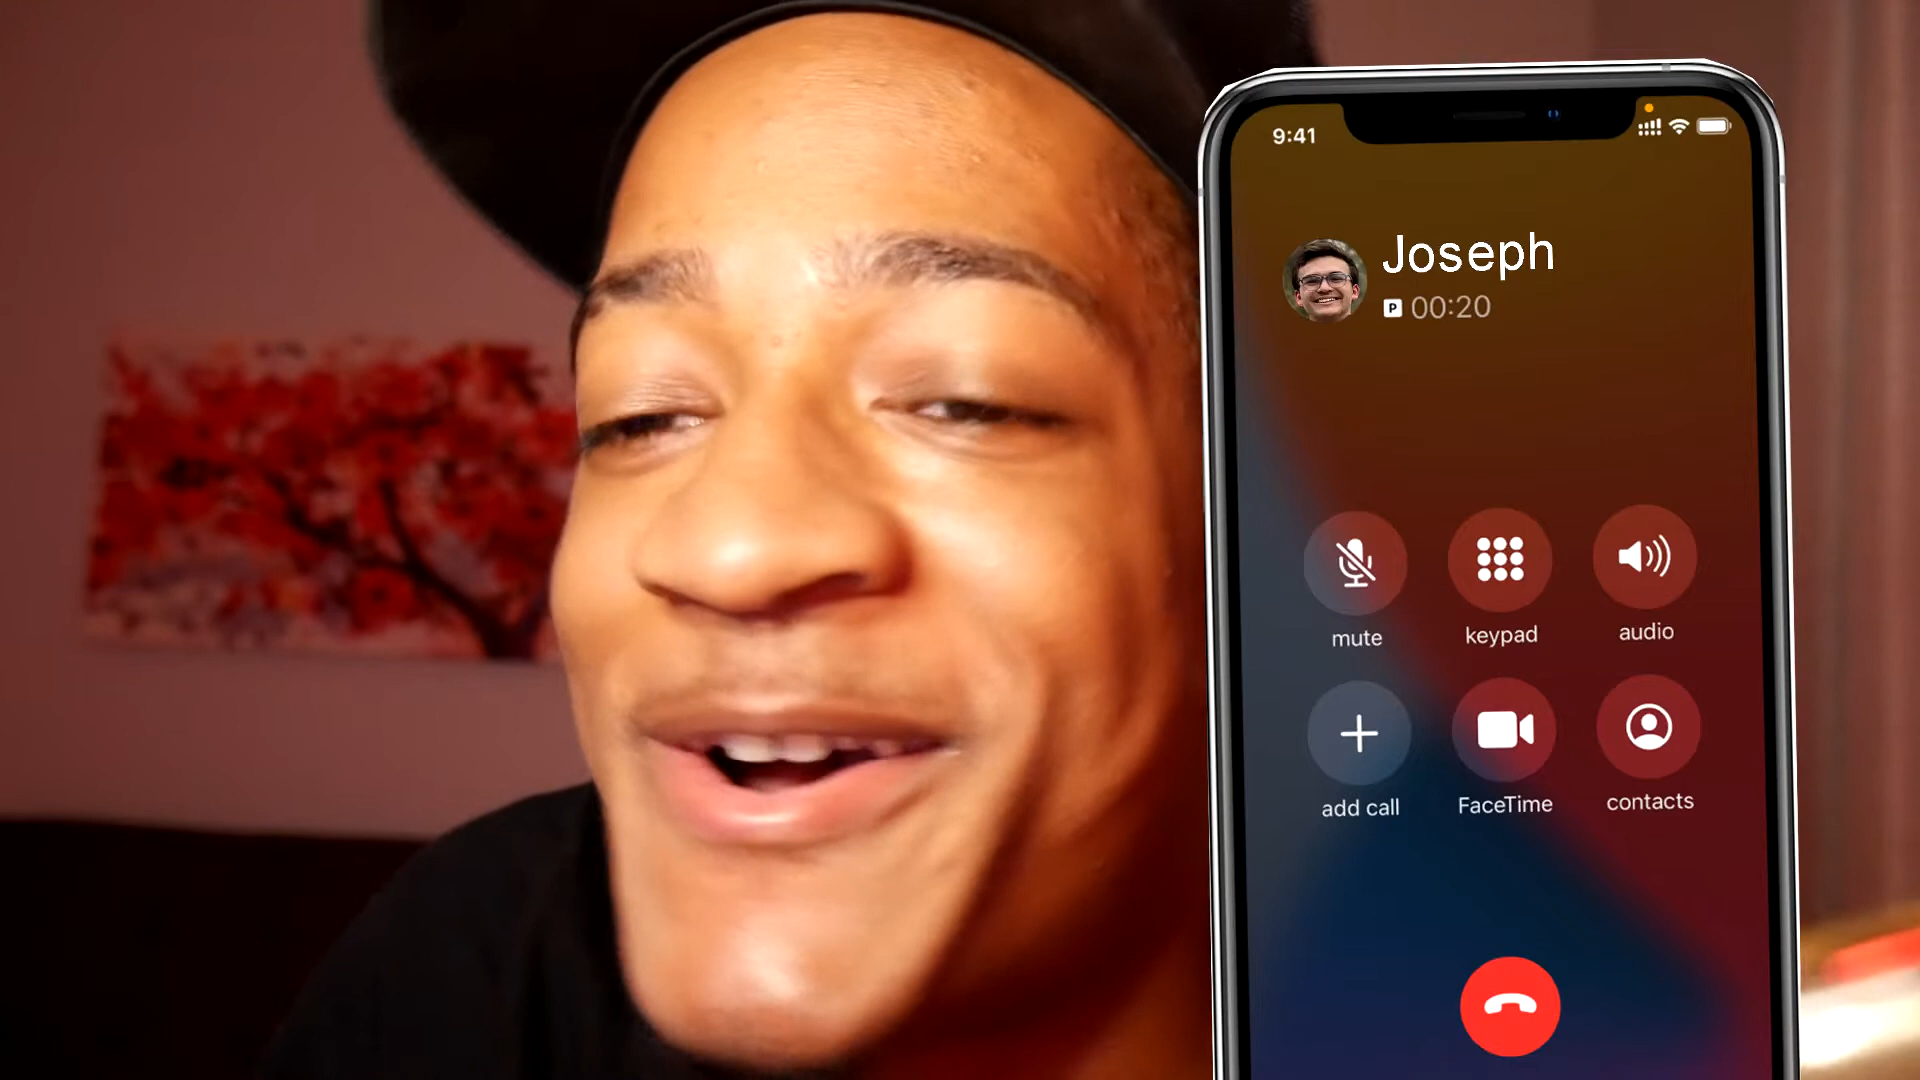 9:41
Joseph
P 00:20
mute
keypad
audio
add call
FaceTime
contacts